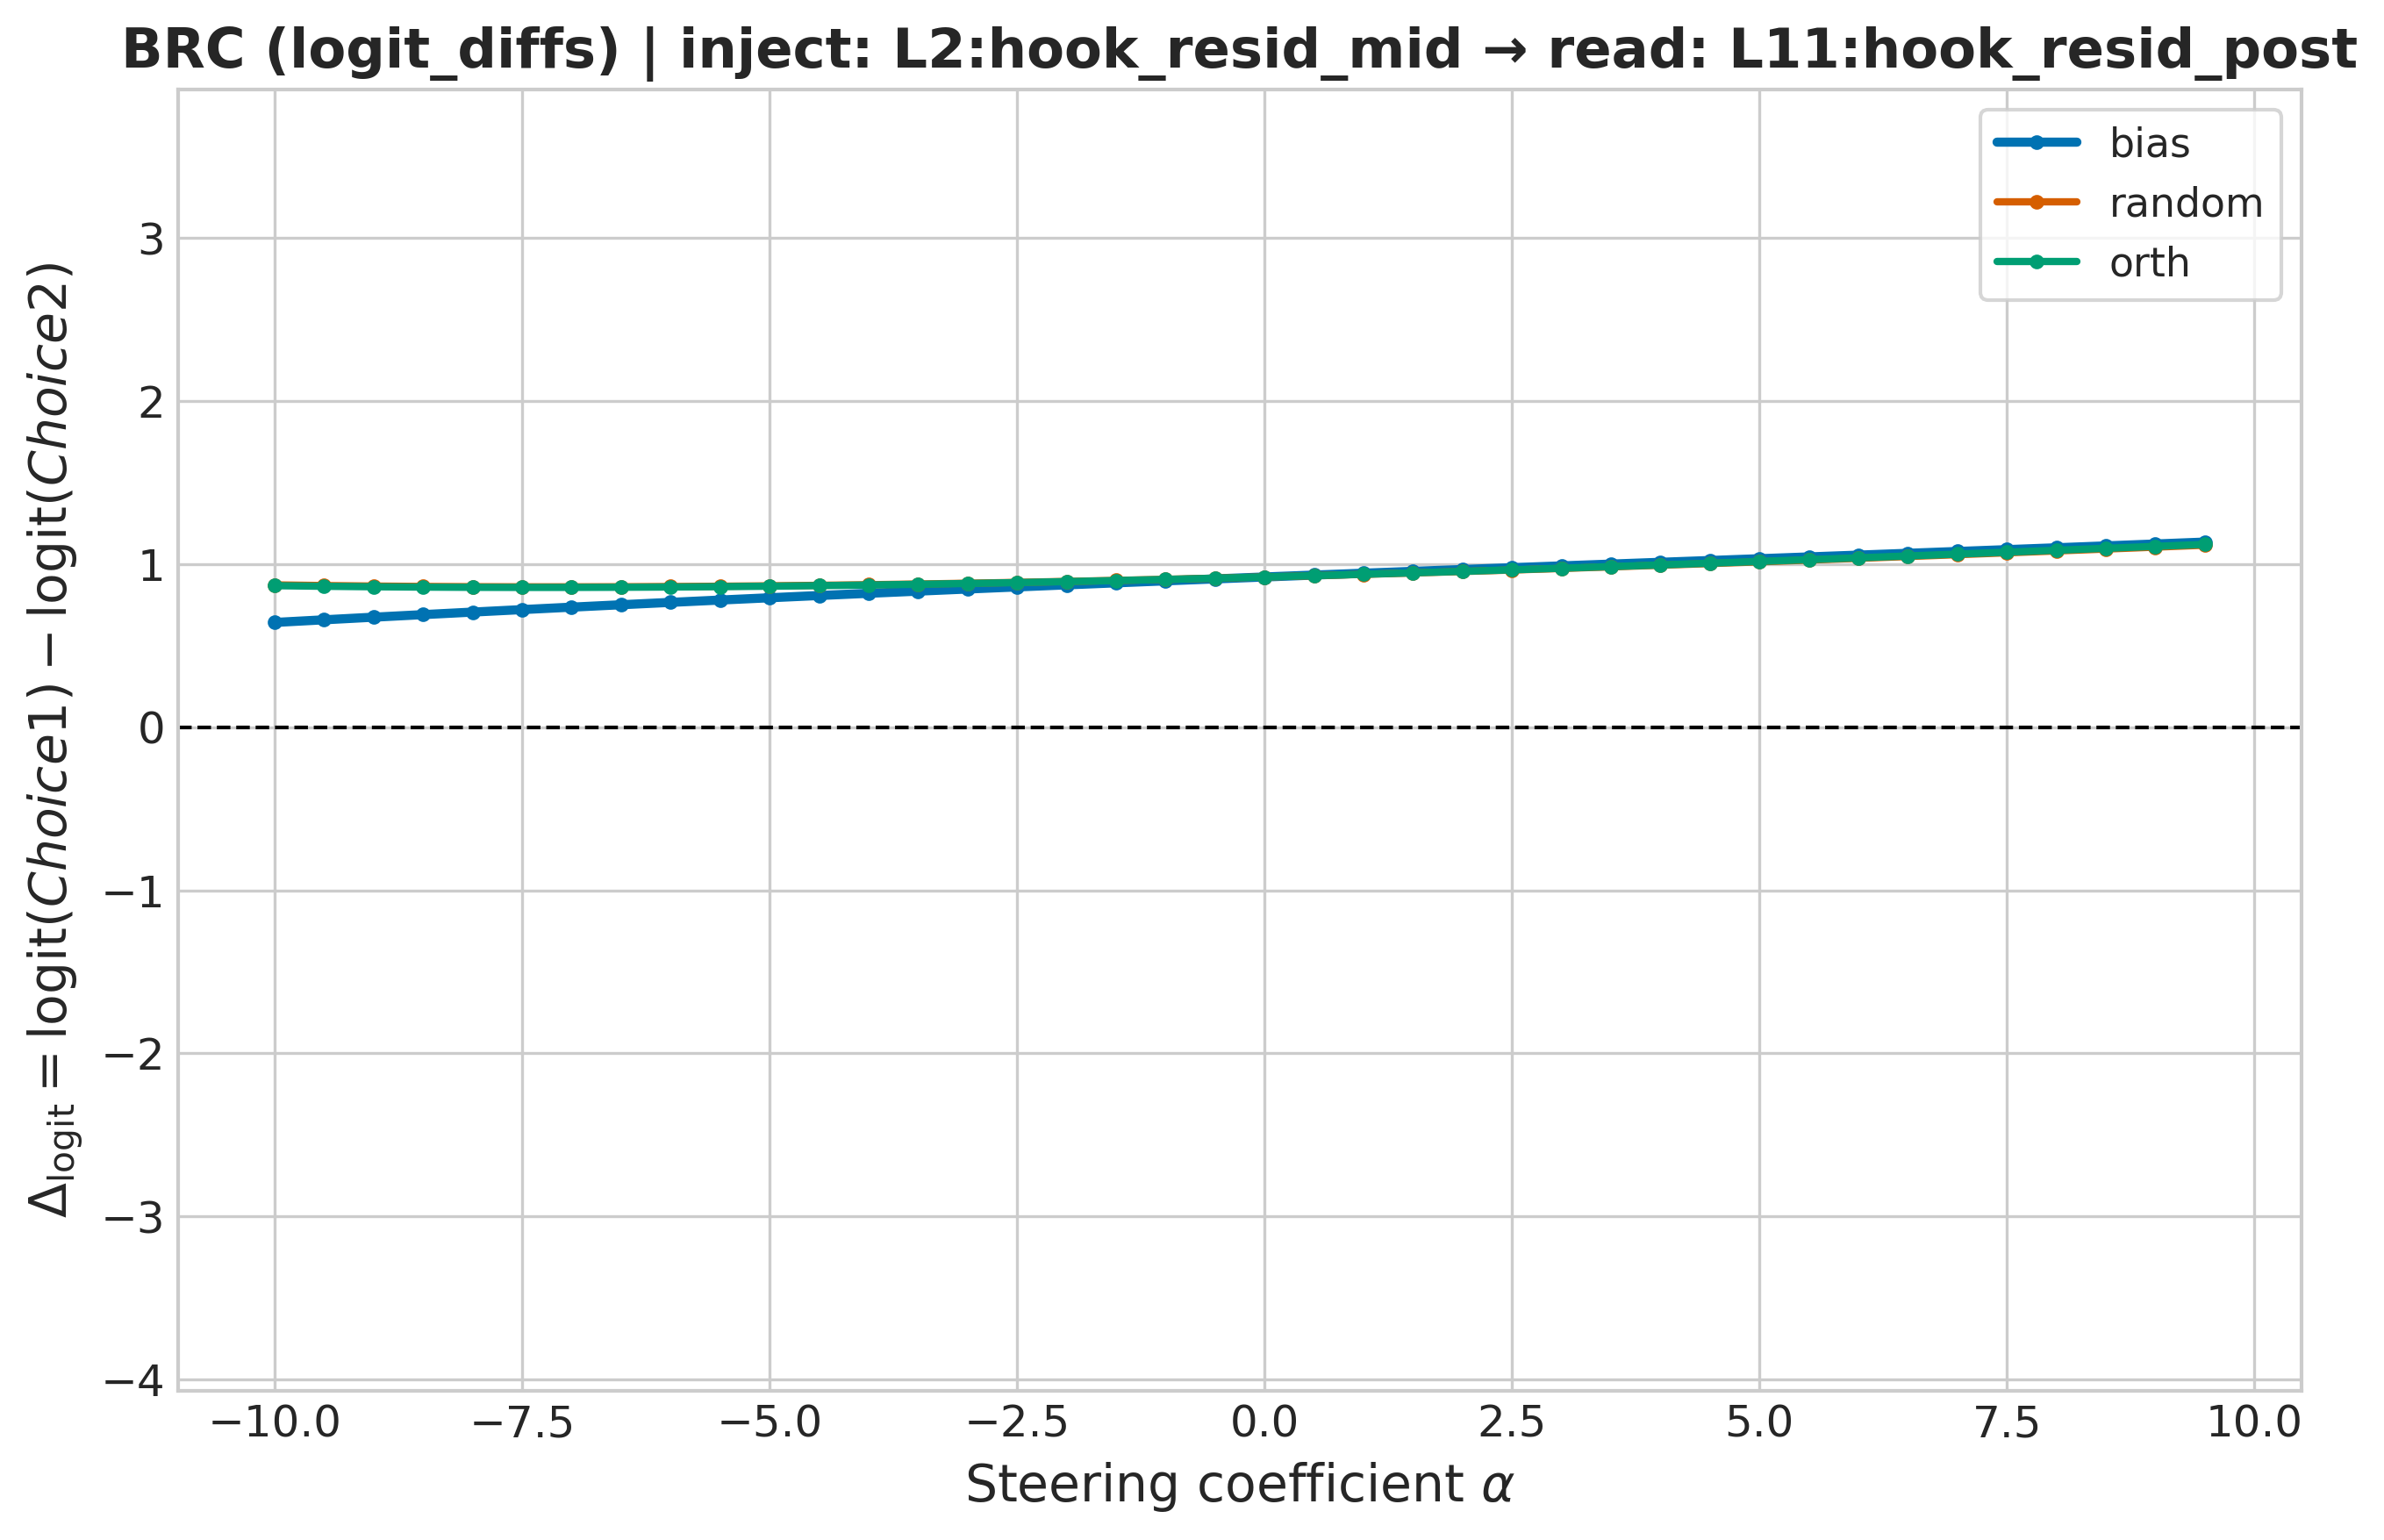 BRC (logit_diffs) | inject: L2:hook_resid_mid → read: L11:hook_resid_post
bias
random
orth
Δlogit = logit(Choice1) − logit(Choice2)
3
2
1
0
−1
−2
−3
−4
−10.0 −7.5 −5.0 −2.5 0.0 2.5 5.0 7.5 10.0
Steering coefficient α